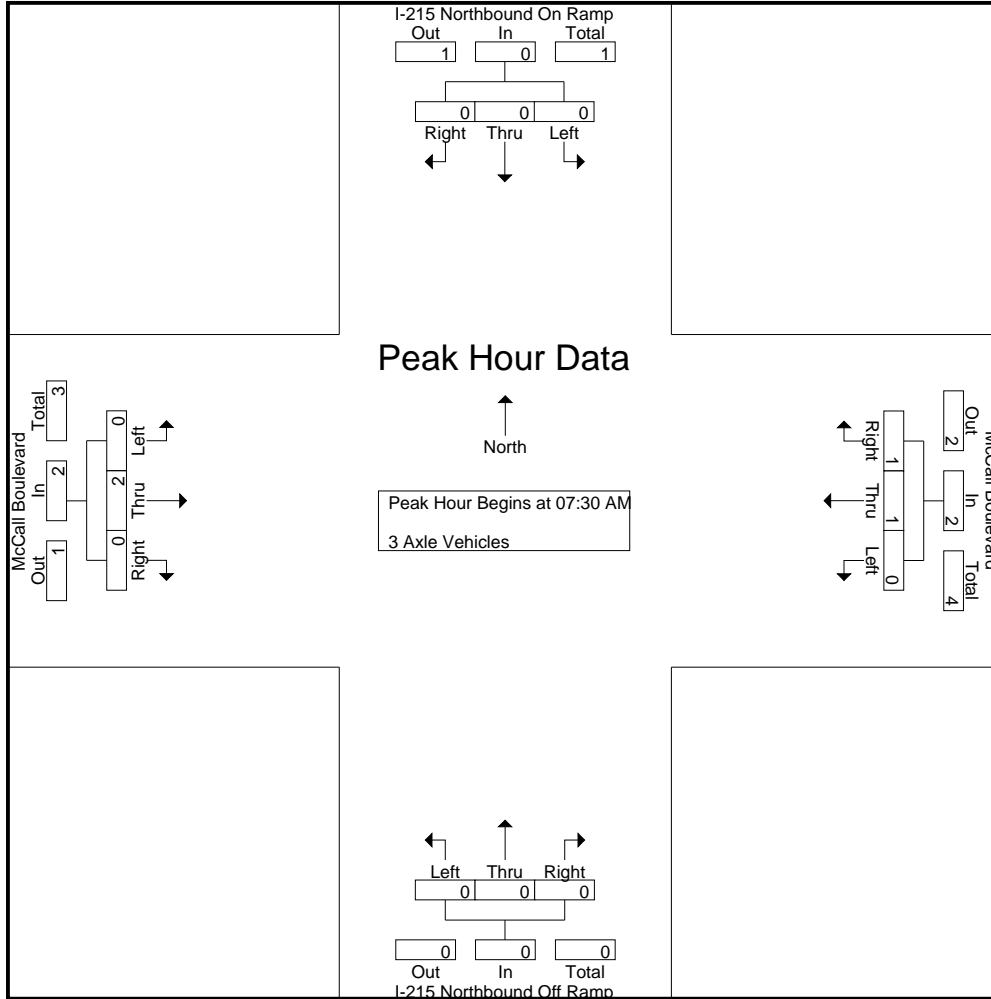 I-215 Northbound On Ramp
Out In Total
1 0 1
0 0 0
Right Thru Left
Peak Hour Data
North
Peak Hour Begins at 07:30 AM
3 Axle Vehicles
McCall Boulevard
Out In Total
1 2 3
0 2 0
Right Thru Left
McCall Boulevard
Out In Total
2 2 4
1 1 0
Right Thru Left
Left Thru Right
0 0 0
0 0 0
Out In Total
I-215 Northbound Off Ramp